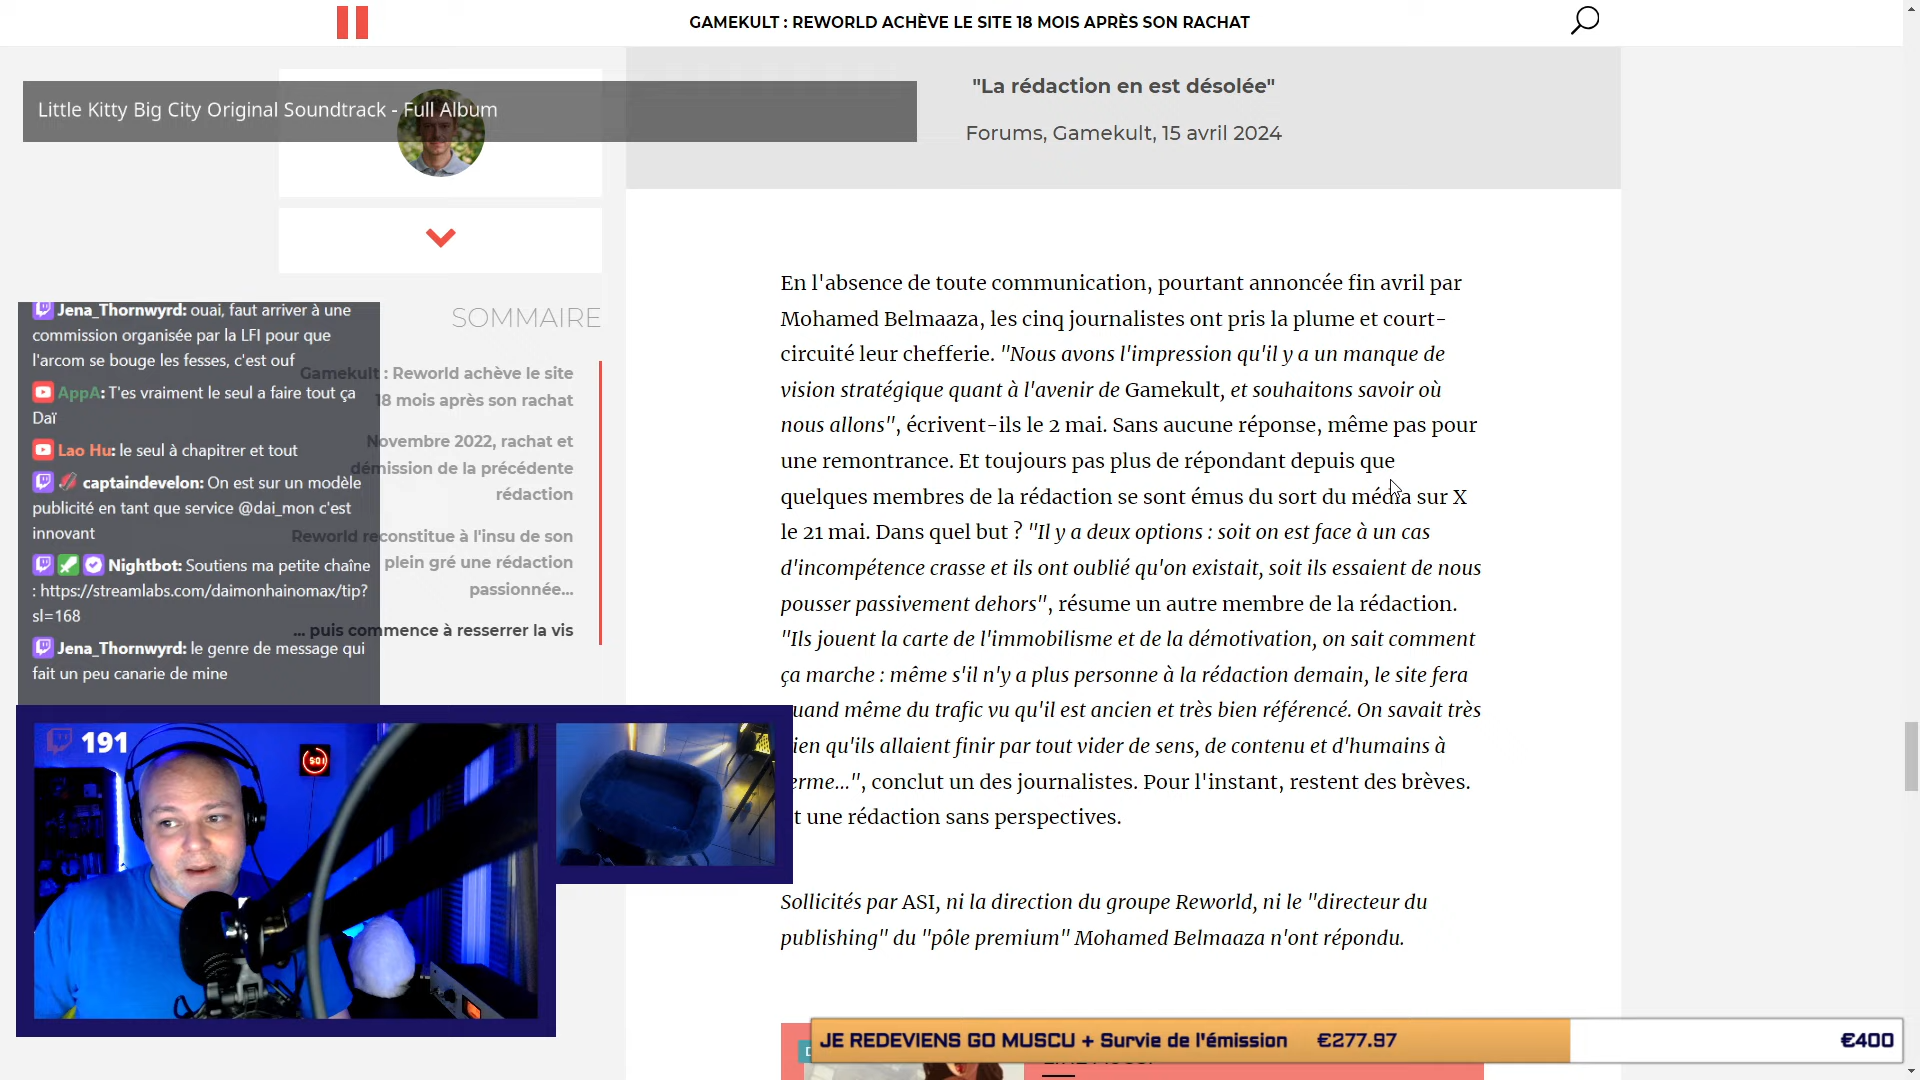 GAMEKULT : REWORLD ACHÈVE LE SITE 18 MOIS APRÈS SON RACHAT
"La rédaction en est désolée"
Forums, Gamekult, 15 avril 2024
Little Kitty Big City Original Soundtrack - Full Album
SOMMAIRE
Gamekult : Reworld achève le site
18 mois après son rachat
Novembre 2022, rachat et
démission de la précédente
rédaction
Reworld reconstitue à l'insu de son
plein gré une rédaction
passionnée...
... puis commence à resserrer la vis
Jena_Thornwyrd: ouai, faut arriver à une
commission organisée par la LFI pour que
l'arcom se bouge les fesses, c'est ouf
AppA: T'es vraiment le seul a faire tout ça
Daï
Lao Hu: le seul à chapitrer et tout
captaindevelon: On est sur un modèle
publicité en tant que service @dai_mon c'est
innovant
Nightbot: Soutiens ma petite chaîne
: https://streamlabs.com/daimonhainomax/tip?
sl=168
Jena_Thornwyrd: le genre de message qui
fait un peu canarie de mine
191
En l'absence de toute communication, pourtant annoncée fin avril par
Mohamed Belmaaza, les cinq journalistes ont pris la plume et court-
circuité leur chefferie. "Nous avons l'impression qu'il y a un manque de
vision stratégique quant à l'avenir de Gamekult, et souhaitons savoir où
nous allons", écrivent-ils le 2 mai. Sans aucune réponse, même pas pour
une remontrance. Et toujours pas plus de répondant depuis que
quelques membres de la rédaction se sont émus du sort du média sur X
le 21 mai. Dans quel but ? "Il y a deux options : soit on est face à un cas
d'incompétence crasse et ils ont oublié qu'on existait, soit ils essaient de nous
pousser passivement dehors", résume un autre membre de la rédaction.
"Ils jouent la carte de l'immobilisme et de la démotivation, on sait comment
ça marche : même s'il n'y a plus personne à la rédaction demain, le site fera
quand même du trafic vu qu'il est ancien et très bien référencé. On savait très
ien qu'ils allaient finir par tout vider de sens, de contenu et d'humains à
erme...", conclut un des journalistes. Pour l'instant, restent des brèves.
t une rédaction sans perspectives.
Sollicités par ASI, ni la direction du groupe Reworld, ni le "directeur du
publishing" du "pôle premium" Mohamed Belmaaza n'ont répondu.
JE REDEVIENS GO MUSCU + Survie de l'émission €277.97
€400